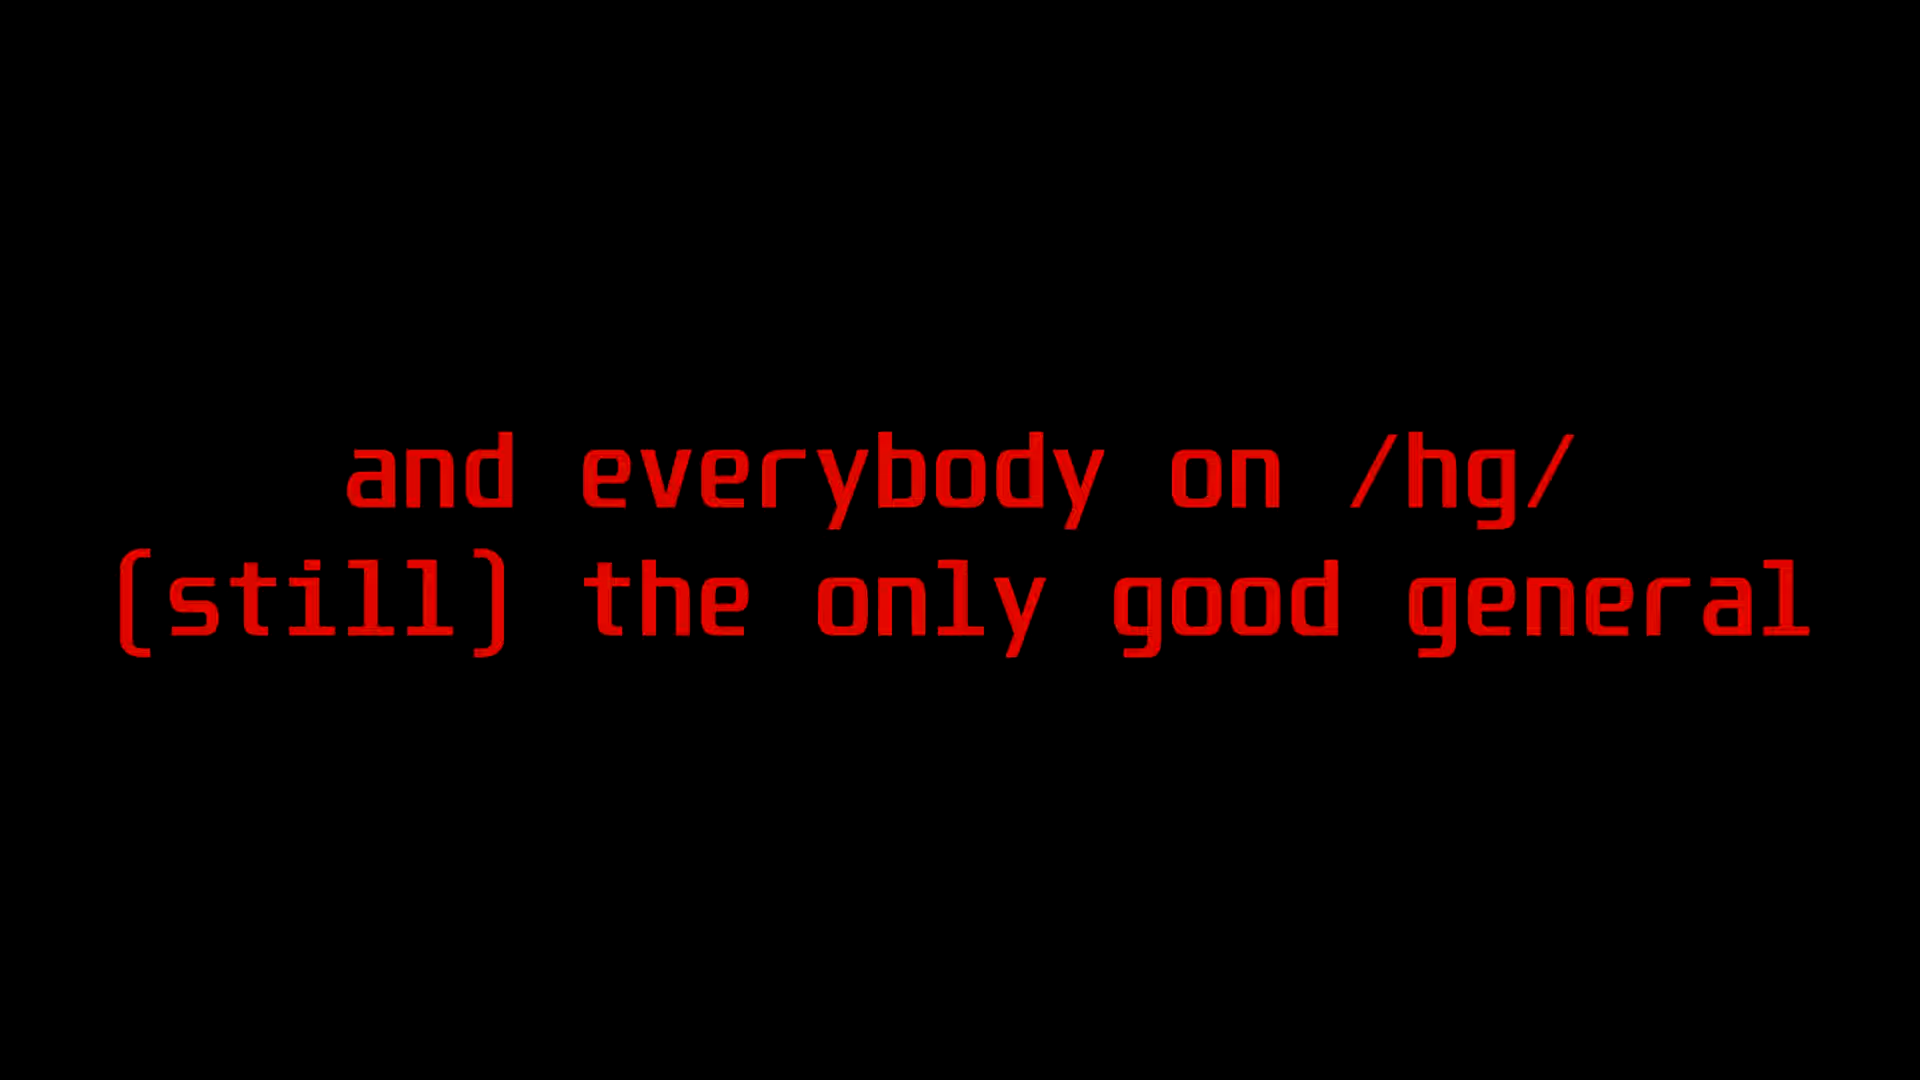 and everybody on /hg/
(still) the only good general